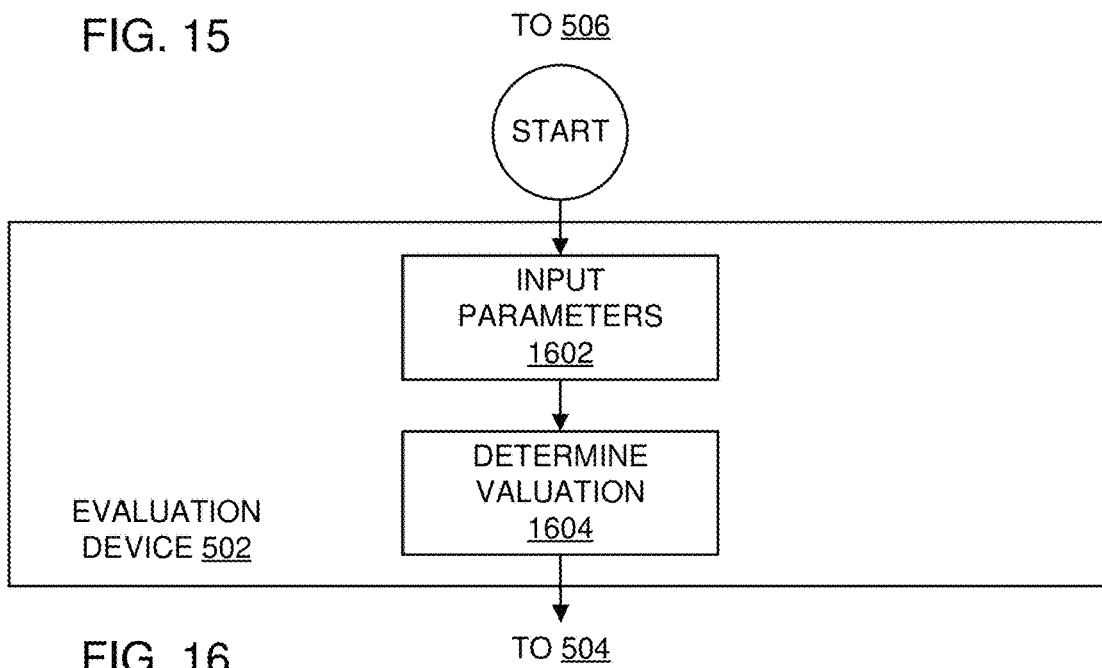 FIG. 15
TO 506
START
INPUT
PARAMETERS
1602
DETERMINE
VALUATION
1604
EVALUATION
DEVICE 502
TO 504
FIG. 16